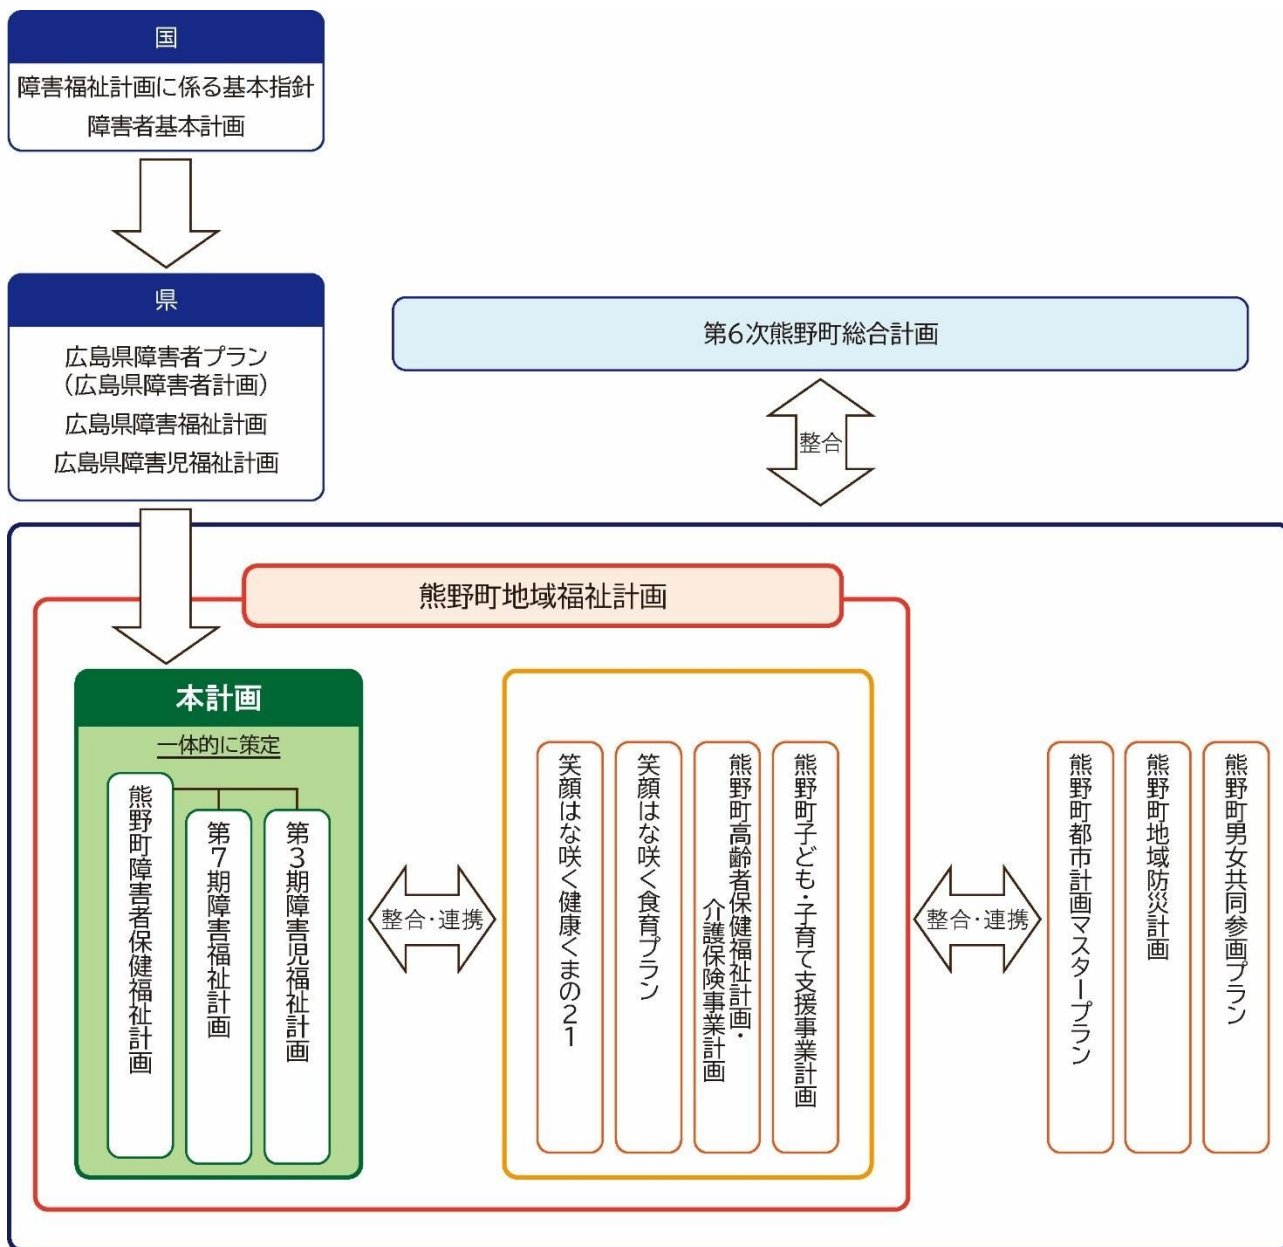 国
障害福祉計画に係る基本指針
障害者基本計画
県
広島県障害者プラン
(広島県障害者計画)
広島県障害福祉計画
広島県障害児福祉計画
第6次熊野町総合計画
整合
熊野町地域福祉計画
本計画
一体的に策定
熊野町障害者保健福祉計画
第7期障害福祉計画
第3期障害児福祉計画
整合・連携
笑顔はな咲く健康くまの21
笑顔はな咲く食育プラン
熊野町高齢者保健福祉計画・
介護保険事業計画
熊野町子ども・子育て支援事業計画
整合・連携
熊野町都市計画マスタープラン
熊野町地域防災計画
熊野町男女共同参画プラン